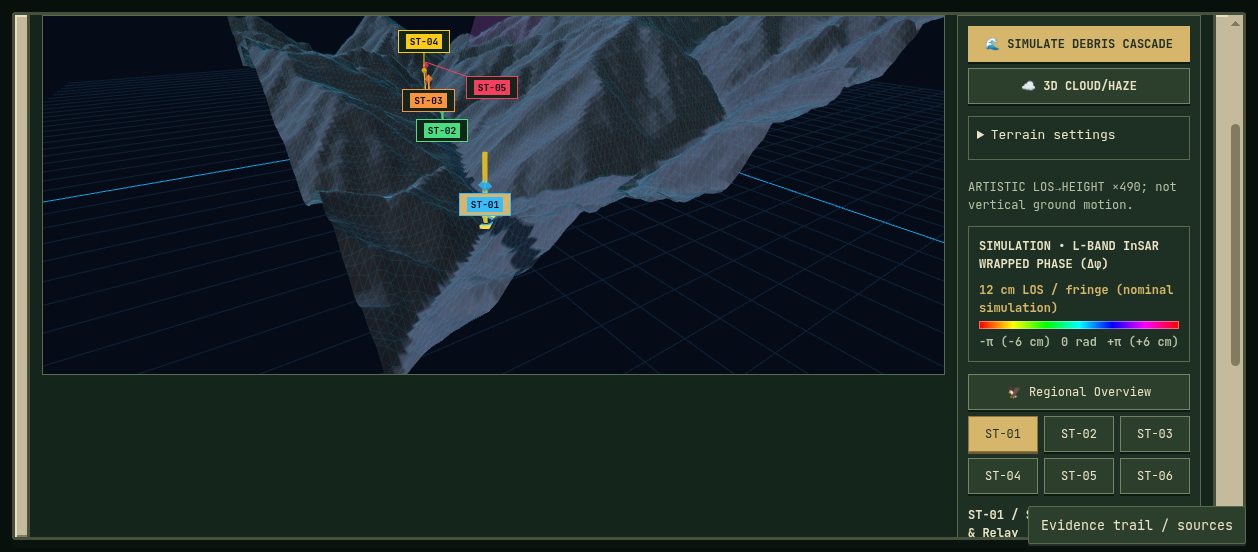 ST-04
ST-05
ST-03
ST-02
ST-01
🌊 SIMULATE DEBRIS CASCADE
☁️ 3D CLOUD/HAZE
▶ Terrain settings
ARTISTIC LOS→HEIGHT ×490; not
vertical ground motion.
SIMULATION • L-BAND InSAR
WRAPPED PHASE (Δφ)
12 cm LOS / fringe (nominal
simulation)
-π (-6 cm) 0 rad +π (+6 cm)
🦅 Regional Overview
ST-01 ST-02 ST-03
ST-04 ST-05 ST-06
ST-01 /
& Relay
Evidence trail / sources